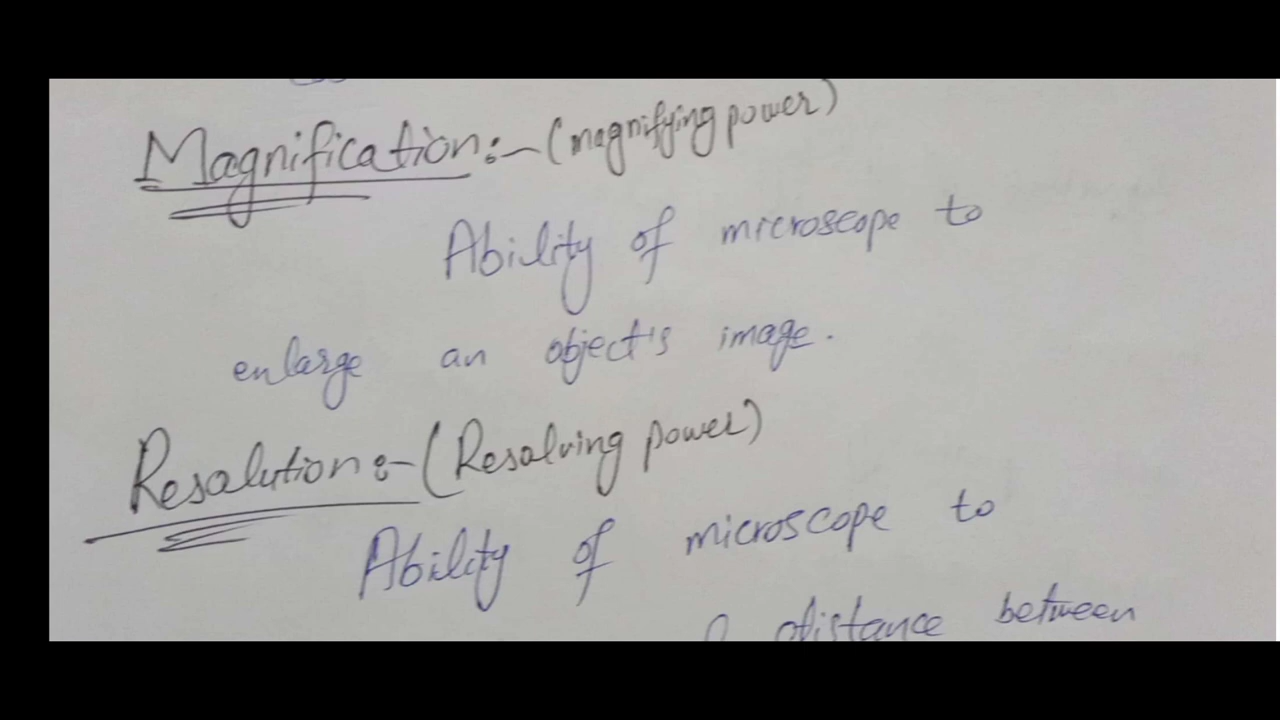 Magnification:- (magnifying power)
Ability of microscope to
enlarge an object's image.
Resolution:- (Resolving power)
Ability of microscope to
distance between